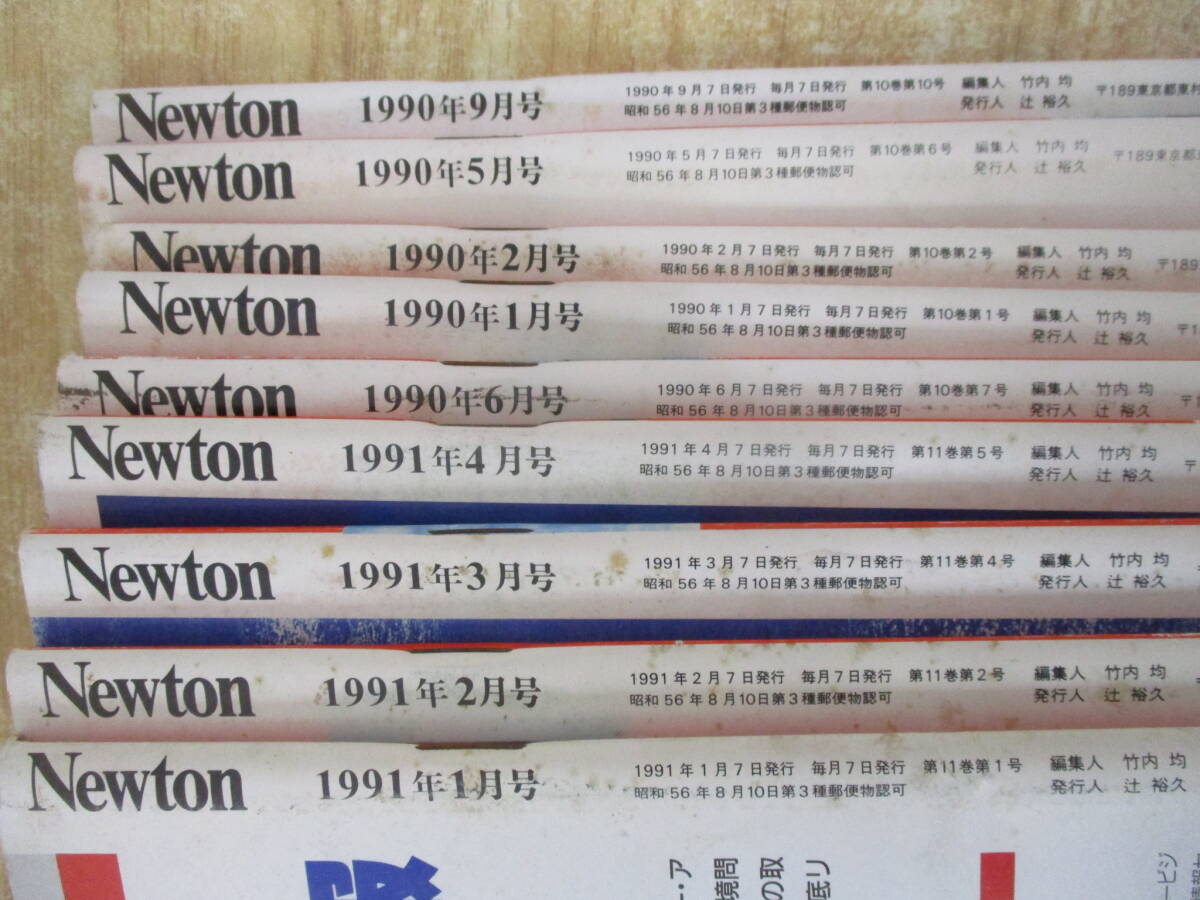 Newton 1990年9月号 1990年9月7日発行 毎月7日発行 第10巻第10号 編集人 竹内 均 〒189東京都東村
昭和56年8月10日第3種郵便物認可 発行人 辻 裕久
Newton 1990年5月号 1990年5月7日発行 毎月7日発行 第10巻第6号 編集人 竹内 均 〒189東京都
昭和56年8月10日第3種郵便物認可 発行人 辻 裕久
Newton 1990年2月号 1990年2月7日発行 毎月7日発行 第10巻第2号 編集人 竹内 均 〒189
昭和56年8月10日第3種郵便物認可 発行人 辻 裕久
Newton 1990年1月号 1990年1月7日発行 毎月7日発行 第10巻第1号 編集人 竹内 均 〒1
昭和56年8月10日第3種郵便物認可 発行人 辻 裕久
Newton 1990年6月号 1990年6月7日発行 毎月7日発行 第10巻第7号 編集人 竹内 均 〒
昭和56年8月10日第3種郵便物認可 発行人 辻 裕久
Newton 1991年4月号 1991年4月7日発行 毎月7日発行 第11巻第5号 編集人 竹内 均 〒
昭和56年8月10日第3種郵便物認可 発行人 辻 裕久
Newton 1991年3月号 1991年3月7日発行 毎月7日発行 第11巻第4号 編集人 竹内 均
昭和56年8月10日第3種郵便物認可 発行人 辻 裕久
Newton 1991年2月号 1991年2月7日発行 毎月7日発行 第11巻第2号 編集人 竹内 均
昭和56年8月10日第3種郵便物認可 発行人 辻 裕久
Newton 1991年1月号 1991年1月7日発行 毎月7日発行 第11巻第1号 編集人 竹内 均
昭和56年8月10日第3種郵便物認可 発行人 辻 裕久
ー・ア
境問
の取
底リ
ービジ